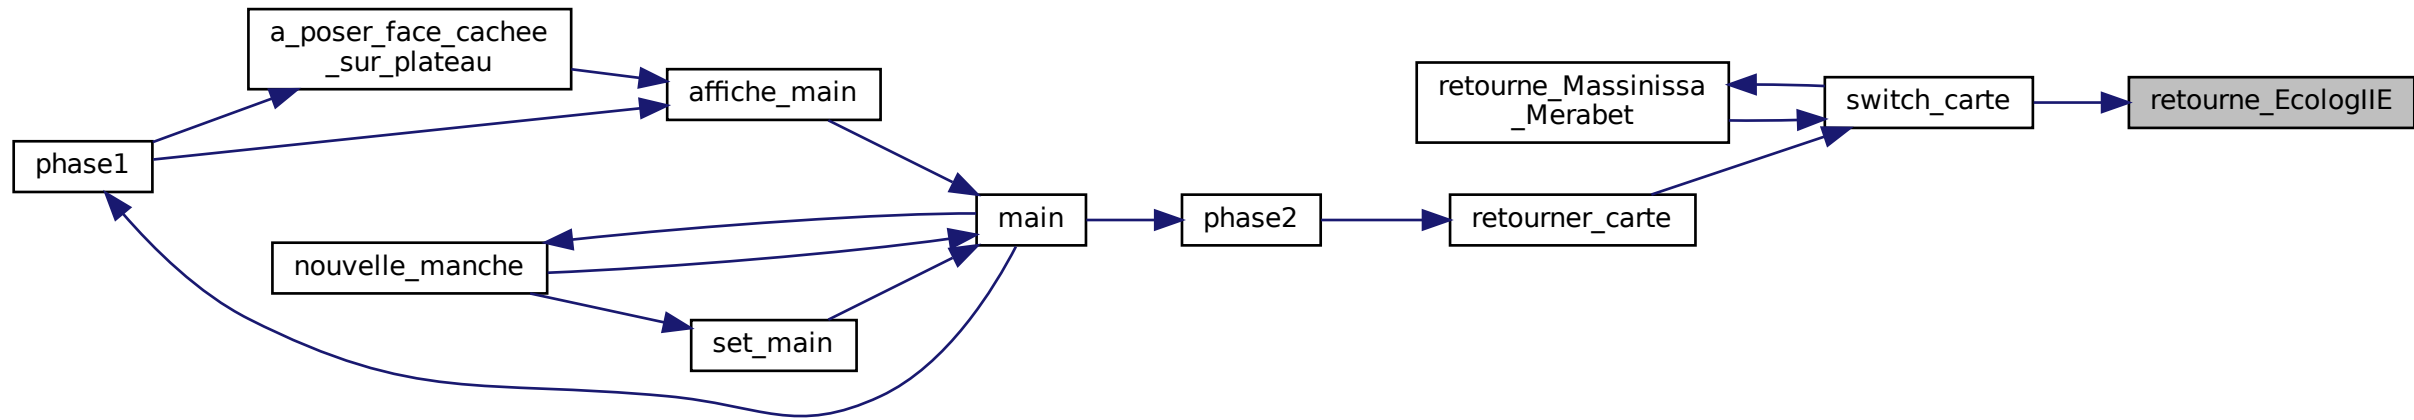 a_poser_face_cachee
_sur_plateau
affiche_main
phase1
nouvelle_manche
set_main
main
phase2
retourne_Massinissa
_Merabet
retourner_carte
switch_carte
retourne_EcologIIE